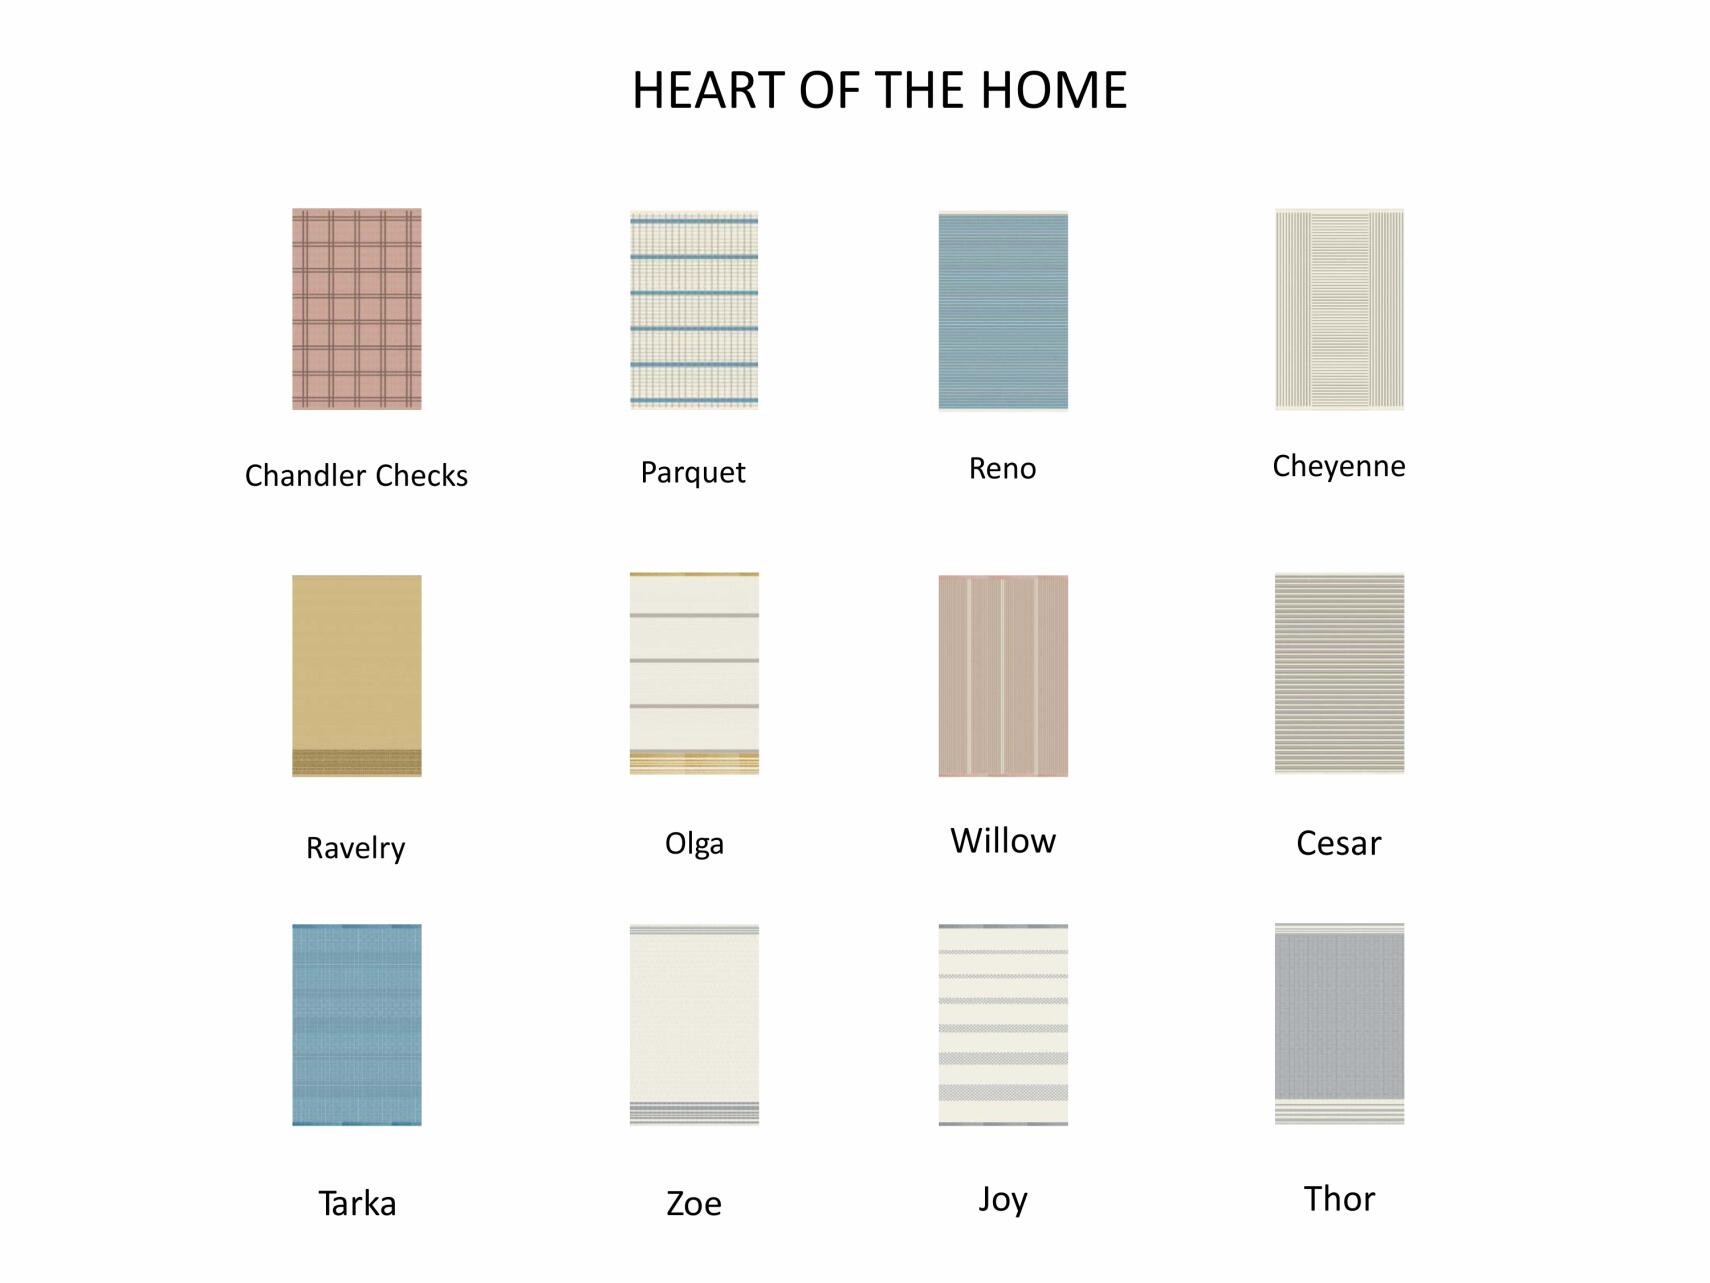 HEART OF THE HOME
Chandler Checks
Parquet
Reno
Cheyenne
Ravelry
Olga
Willow
Cesar
Tarka
Zoe
Joy
Thor